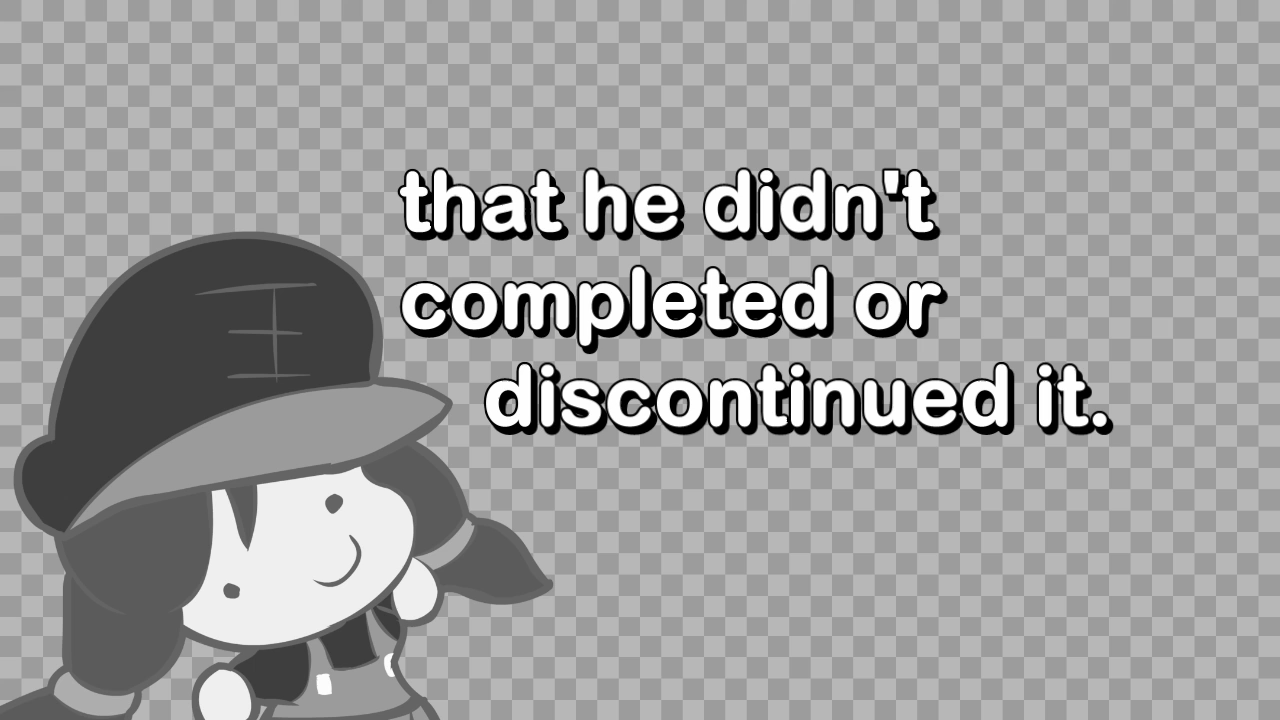 that he didn't
completed or
discontinued it.